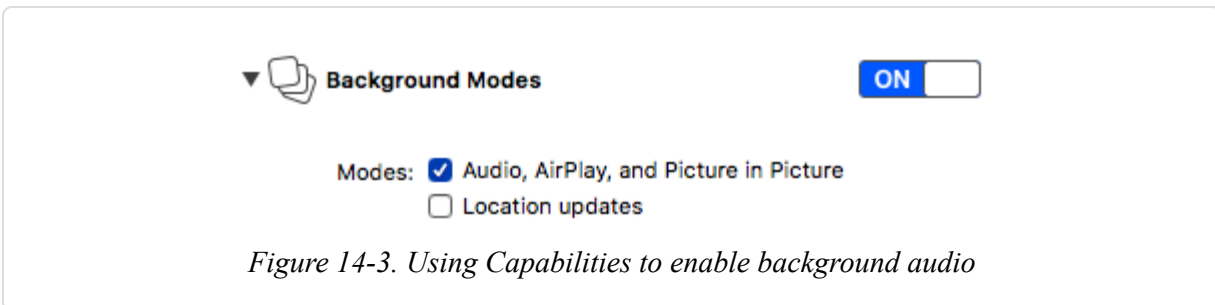 Background Modes
ON
Modes: Audio, AirPlay, and Picture in Picture
Location updates
Figure 14-3. Using Capabilities to enable background audio